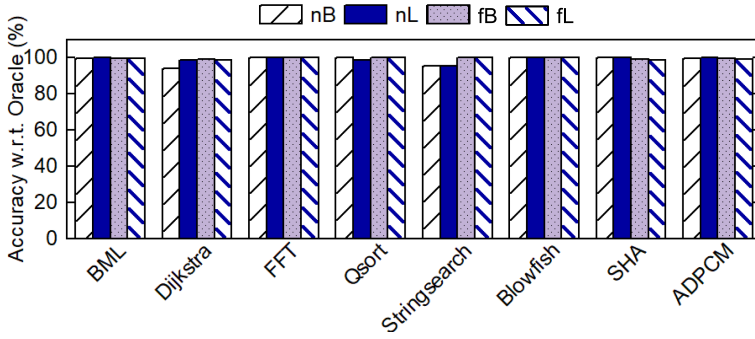 nB nL fB fL
Accuracy w.r.t. Oracle (%)
100
80
60
40
20
0
BML
Dijkstra
FFT
Qsort
Stringsearch
Blowfish
SHA
ADPCM